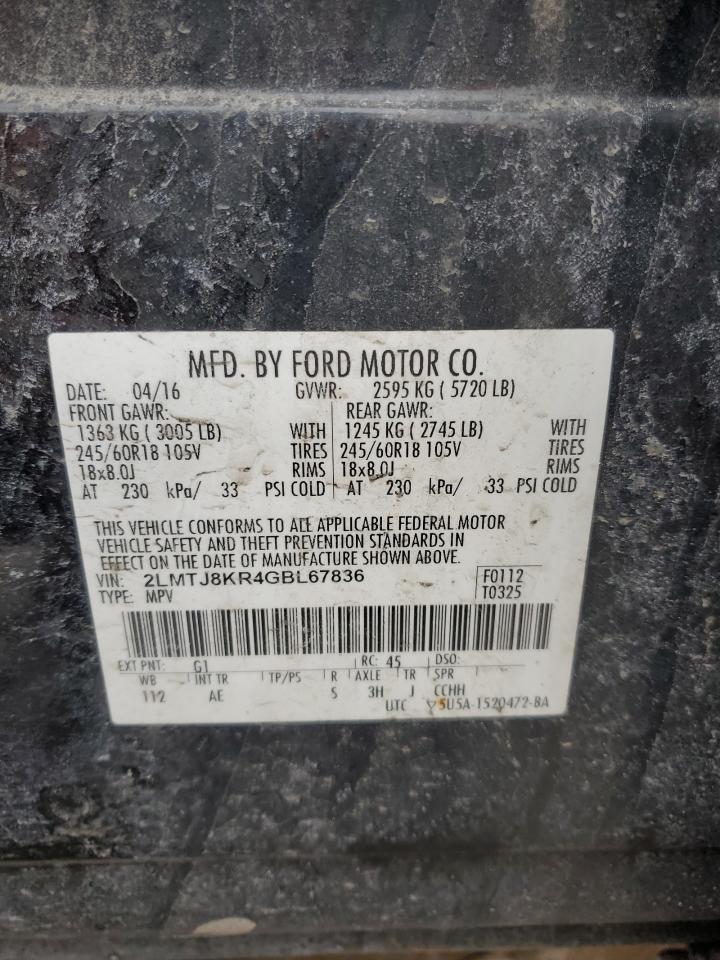 MFD. BY FORD MOTOR CO.
DATE: 04/16 GVWR: 2595 KG ( 5720 LB)
FRONT GAWR: REAR GAWR:
1363 KG ( 3005 LB) WITH 1245 KG ( 2745 LB) WITH
245/60R18 105V TIRES 245/60R18 105V TIRES
18x8.0J RIMS 18x8.0J RIMS
AT 230 kPa/ 33 PSI COLD AT 230 kPa/ 33 PSI COLD
THIS VEHICLE CONFORMS TO ALL APPLICABLE FEDERAL MOTOR
VEHICLE SAFETY AND THEFT PREVENTION STANDARDS IN
EFFECT ON THE DATE OF MANUFACTURE SHOWN ABOVE.
VIN: 2LMTJ8KR4GBL67836 F0112
TYPE: MPV T0325
EXT PNT: G1 RC: 45 DSO:
WB INT TR TP/PS R AXLE TR SPR
112 AE S 3H J CCHH
UTC ▽5U5A-1520472-BA